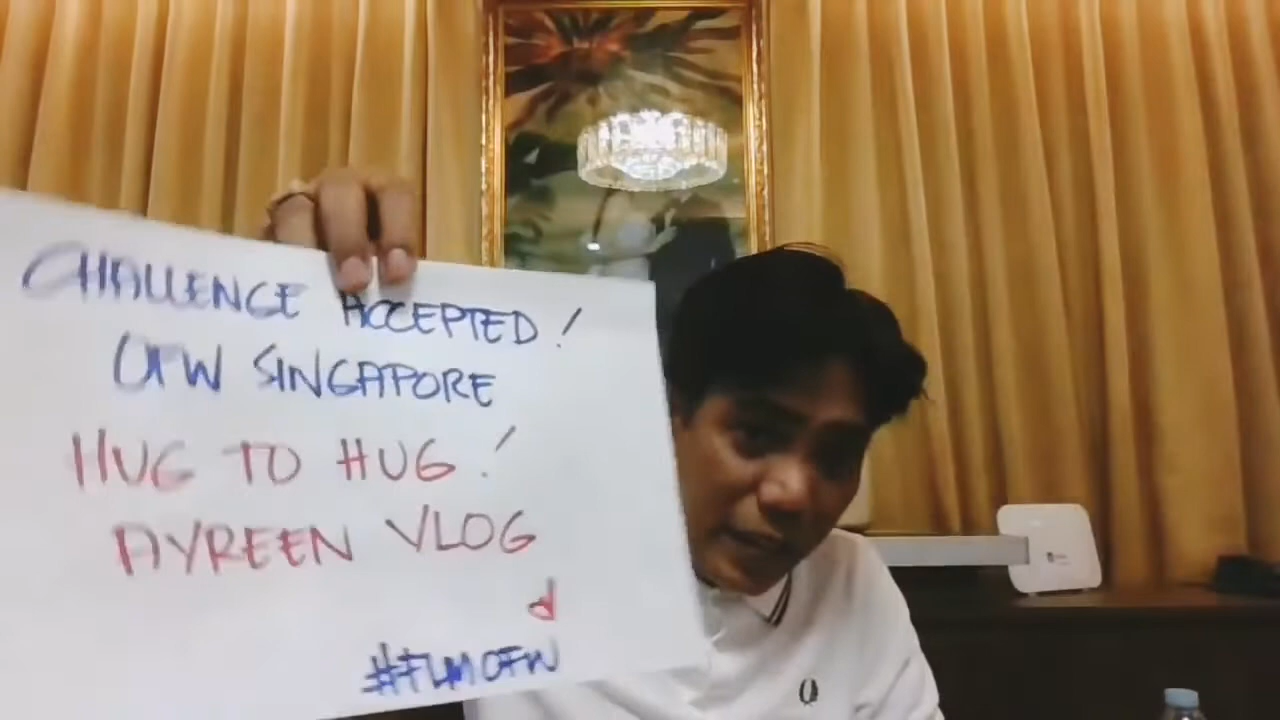 CHALLENGE ACCEPTED!
OFW SINGAPORE
HUG TO HUG!
AYREEN VLOG
#FLMOFW